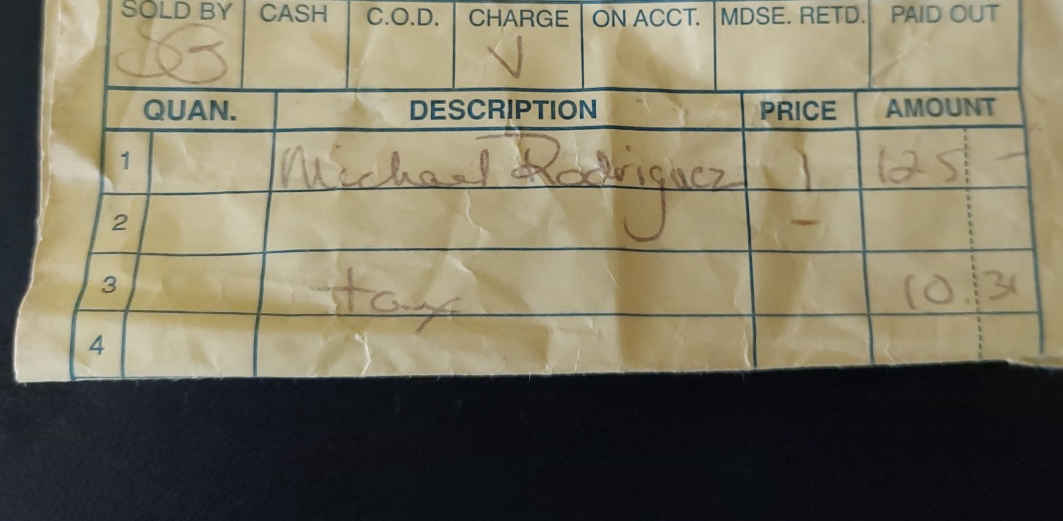 SOLD BY CASH C.O.D. CHARGE ON ACCT. MDSE. RETD. PAID OUT
QUAN. DESCRIPTION PRICE AMOUNT
1 Michael Rodriguez 125 -
2 -
3 tax 10.31
4